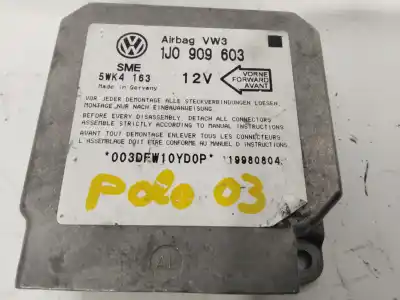 Airbag VW3
1J0 909 603
SME
5WK4 163
12V
Made in Germany
VORNE
FORWARD
AVANT
VOR JEDER DEMONTAGE ALLE STECKVERBINDUNGEN LOESEN,
MONTAGE NUR NACH EINBAUANWEISUNG
BEFORE EVERY DISASSEMBLY DETACH ALL CONNECTORS
ASSEMBLE STRICTLY ACCORDING TO MANUAL INSTRUCTIONS
AVANT TOUT DEMONTAGE ENLEVER TOUS LES CONNECTEURS
L'ASSEMBLAGE DOIT ÊTRE CONFORME AU MANUEL D'INSTRUCTIONS
*003DFW10YD0P* 19980804
Polo 03